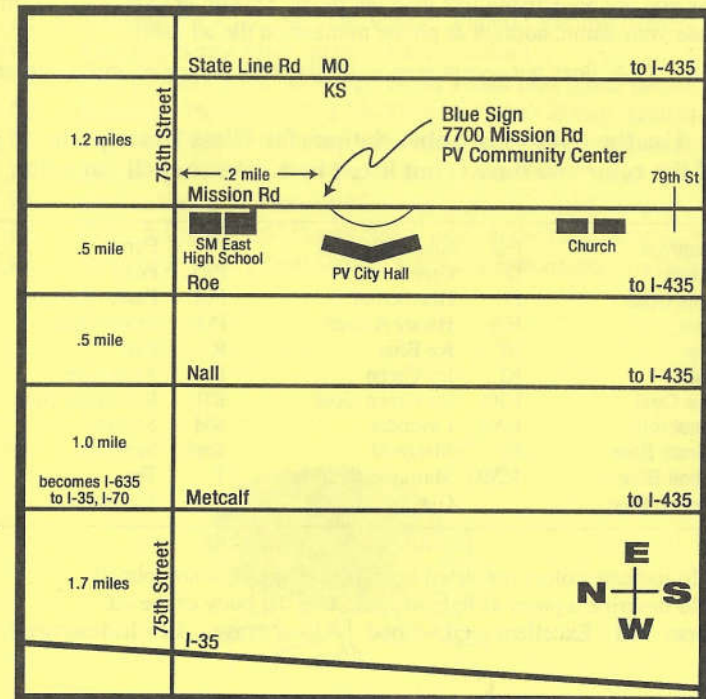 State Line Rd MO to I-435
KS
75th Street
1.2 miles
Blue Sign
7700 Mission Rd
PV Community Center
.2 mile
79th St
Mission Rd
SM East
High School
PV City Hall
Church
.5 mile
Roe to I-435
.5 mile
Nall to I-435
1.0 mile
becomes I-635
to I-35, I-70
Metcalf to I-435
75th Street
1.7 miles
I-35
E
N S
W